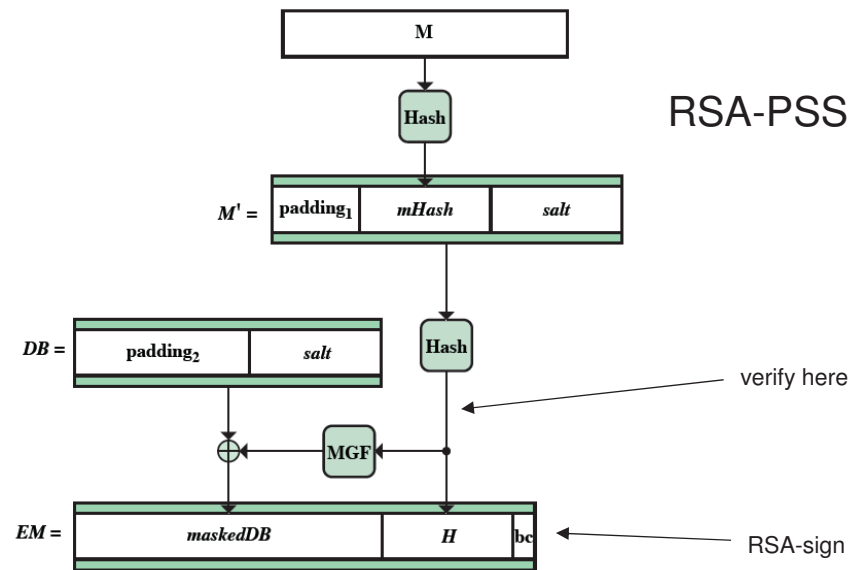 M
Hash
RSA-PSS
M' = padding₁ mHash salt
DB = padding₂ salt
Hash
verify here
MGF
EM = maskedDB H bc
RSA-sign